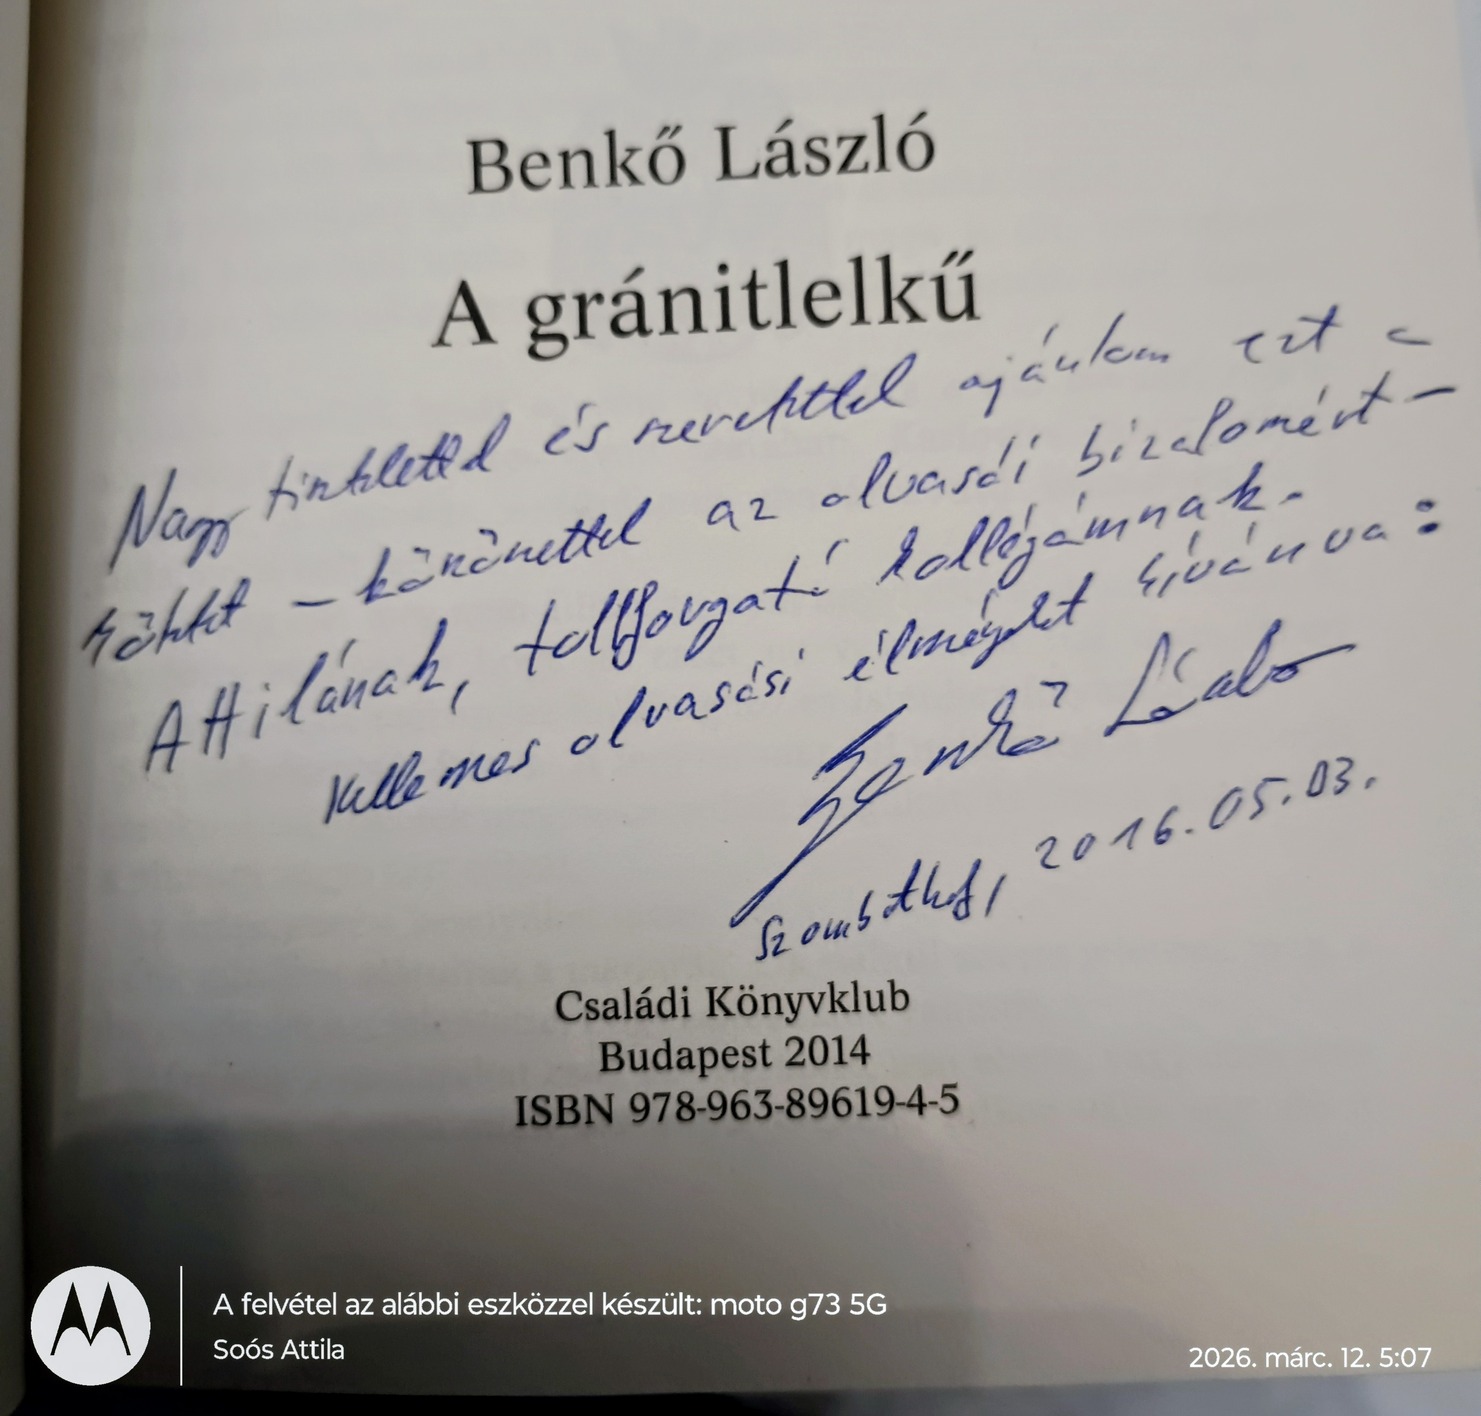 Benkő László
A gránitlelkű
Nagy tisztelettel és szeretettel ajánlom ezt a
kötetet – köszönettel az olvasói bizalomért –
Attilának, tollforgató kollégámnak.
Kellemes olvasási élményeket kívánva:
Benkő László
Szombathely, 2016.05.03.
Családi Könyvklub
Budapest 2014
ISBN 978-963-89619-4-5
A felvétel az alábbi eszközzel készült: moto g73 5G
Soós Attila
2026. márc. 12. 5:07